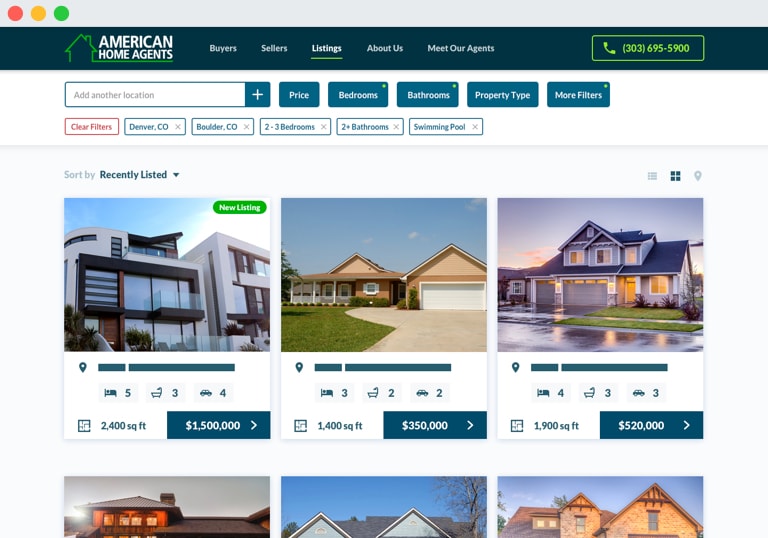 AMERICAN
HOME AGENTS
Buyers Sellers Listings About Us Meet Our Agents
(303) 695-5900
Add another location
Price Bedrooms Bathrooms Property Type More Filters
Clear Filters Denver, CO Boulder, CO 2 - 3 Bedrooms 2+ Bathrooms Swimming Pool
Sort by Recently Listed
New Listing
5 3 4
2,400 sq ft $1,500,000
3 2 2
1,400 sq ft $350,000
4 3 3
1,900 sq ft $520,000